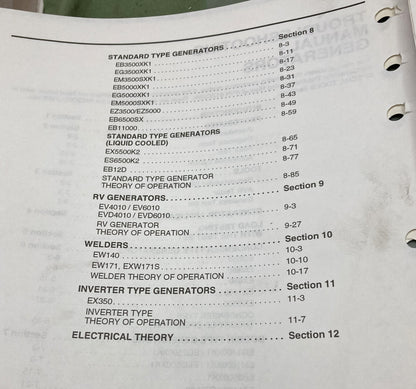 STANDARD TYPE GENERATORS .......... Section 8
EB3500XK1 .......... 8-3
EG3500XK1 .......... 8-11
EM3500SXK1 .......... 8-17
EB5000XK1 .......... 8-23
EG5000XK1 .......... 8-31
EM5000SXK1 .......... 8-37
EZ3500/EZ5000 .......... 8-43
EB6500SX .......... 8-49
EB11000 .......... 8-59
STANDARD TYPE GENERATORS
(LIQUID COOLED)
EX5500K2 .......... 8-65
ES6500K2 .......... 8-71
EB12D .......... 8-77
STANDARD TYPE GENERATOR
THEORY OF OPERATION .......... 8-85
RV GENERATORS .......... Section 9
EV4010 / EV6010
EVD4010 / EVD6010 .......... 9-3
RV GENERATOR
THEORY OF OPERATION .......... 9-27
WELDERS .......... Section 10
EW140 .......... 10-3
EW171, EXW171S .......... 10-10
WELDER THEORY OF OPERATION .......... 10-17
INVERTER TYPE GENERATORS .......... Section 11
EX350 .......... 11-3
INVERTER TYPE
THEORY OF OPERATION .......... 11-7
ELECTRICAL THEORY .......... Section 12